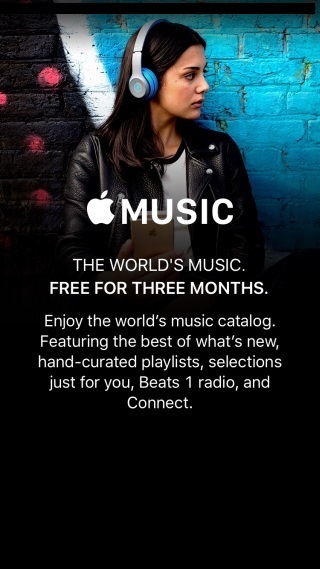 MUSIC
THE WORLD'S MUSIC.
FREE FOR THREE MONTHS.
Enjoy the world’s music catalog.
Featuring the best of what’s new,
hand-curated playlists, selections
just for you, Beats 1 radio, and
Connect.